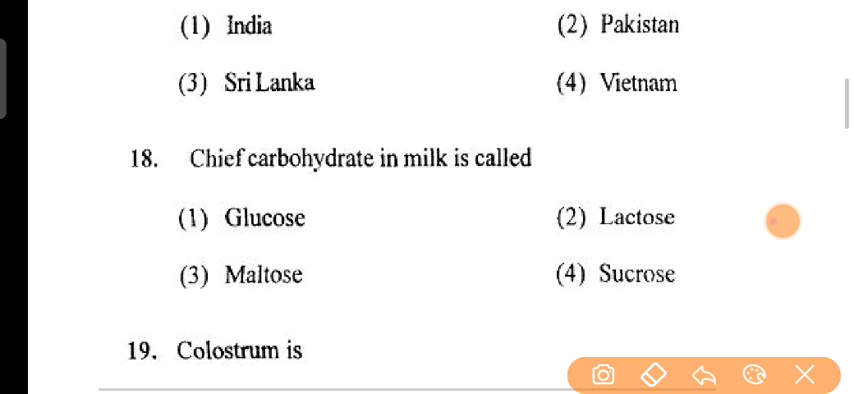 (1) India (2) Pakistan
(3) Sri Lanka (4) Vietnam
18. Chief carbohydrate in milk is called
(1) Glucose (2) Lactose
(3) Maltose (4) Sucrose
19. Colostrum is